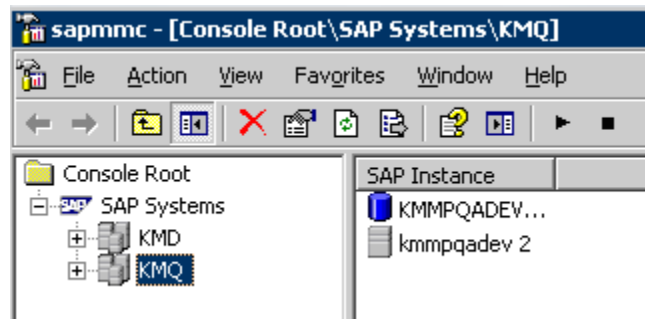 sapmmc - [Console Root\SAP Systems\KMQ]
File Action View Favorites Window Help
Console Root
SAP Systems
KMD
KMQ
SAP Instance
KMMPQADEV...
kmmpqadev 2